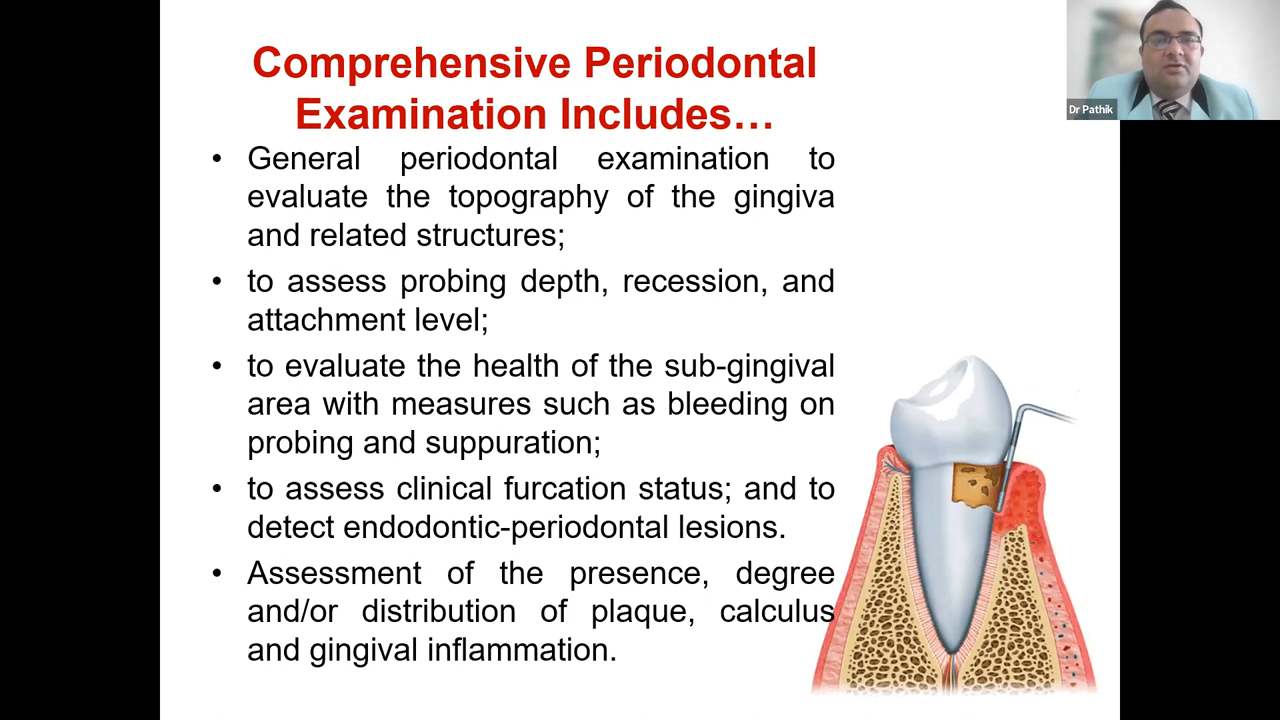 Comprehensive Periodontal
Examination Includes…
• General periodontal examination to
evaluate the topography of the gingiva
and related structures;
• to assess probing depth, recession, and
attachment level;
• to evaluate the health of the sub-gingival
area with measures such as bleeding on
probing and suppuration;
• to assess clinical furcation status; and to
detect endodontic-periodontal lesions.
• Assessment of the presence, degree
and/or distribution of plaque, calculus
and gingival inflammation.
Dr Pathik